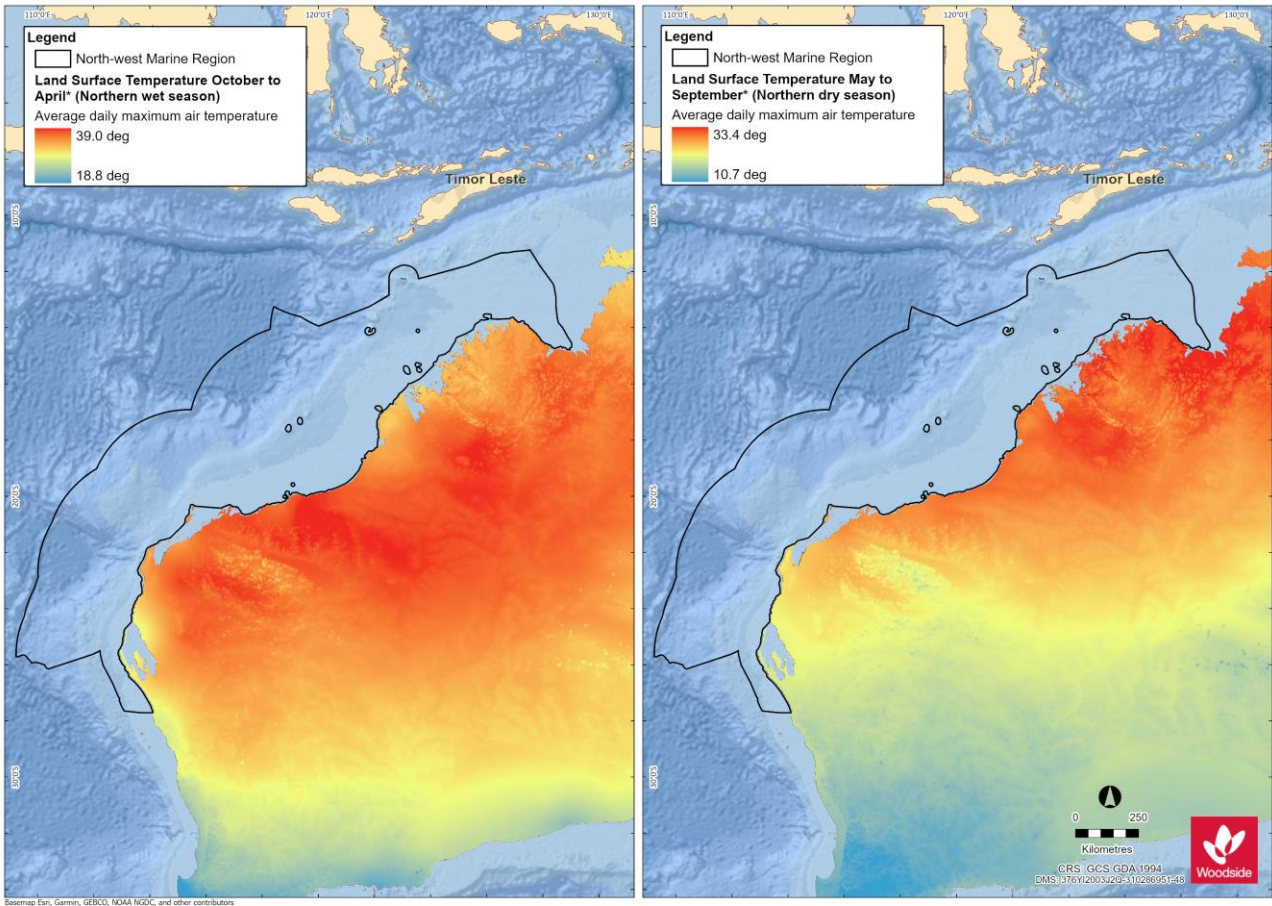 110°0'E
120°0'E
130°0'E
Legend
North-west Marine Region
Land Surface Temperature October to
April* (Northern wet season)
Average daily maximum air temperature
39.0 deg
18.8 deg
Timor Leste
10°0'S
20°0'S
30°0'S
110°0'E
120°0'E
130°0'E
Legend
North-west Marine Region
Land Surface Temperature May to
September* (Northern dry season)
Average daily maximum air temperature
33.4 deg
10.7 deg
Timor Leste
10°0'S
20°0'S
30°0'S
0 250
Kilometres
CRS: GCS GDA 1994
DMS: 376YI2003J2Q-310286951-48
Woodside
Basemap Esri, Garmin, GEBCO, NOAA NGDC, and other contributors